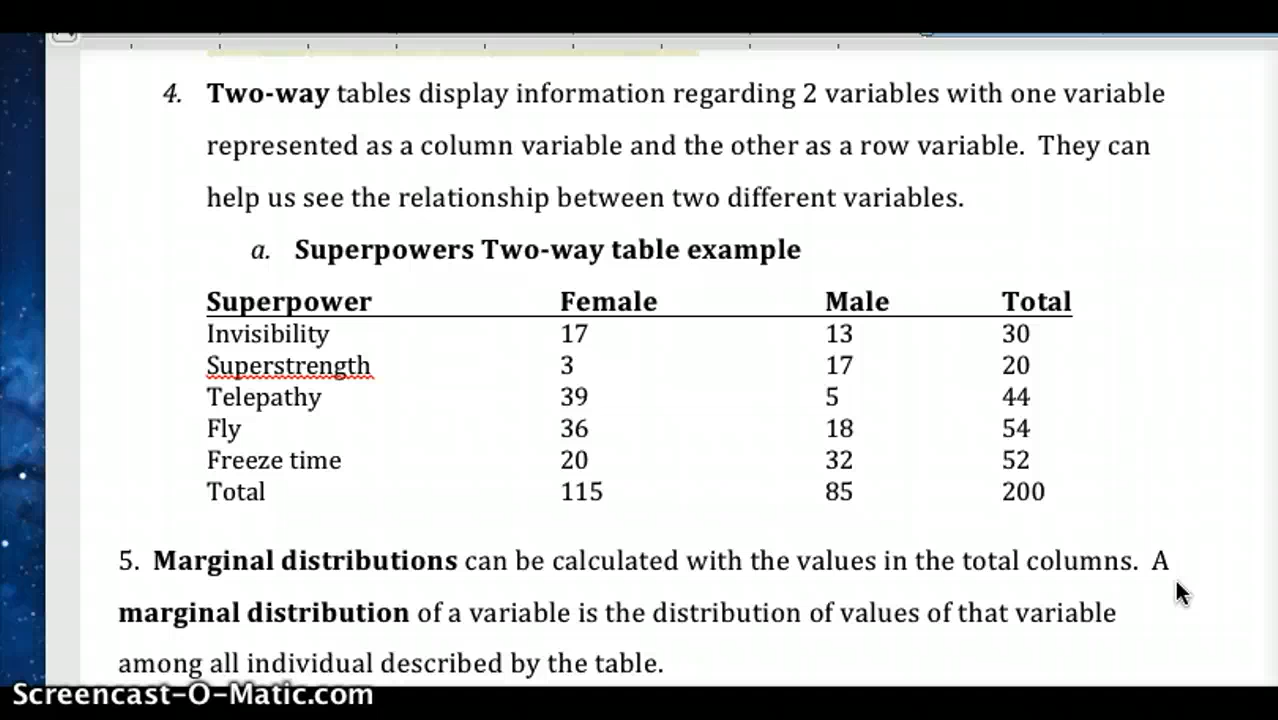 4. Two-way tables display information regarding 2 variables with one variable
represented as a column variable and the other as a row variable. They can
help us see the relationship between two different variables.
a. Superpowers Two-way table example
Superpower Female Male Total
Invisibility 17 13 30
Superstrength 3 17 20
Telepathy 39 5 44
Fly 36 18 54
Freeze time 20 32 52
Total 115 85 200
5. Marginal distributions can be calculated with the values in the total columns. A
marginal distribution of a variable is the distribution of values of that variable
among all individual described by the table.
Screencast-O-Matic.com